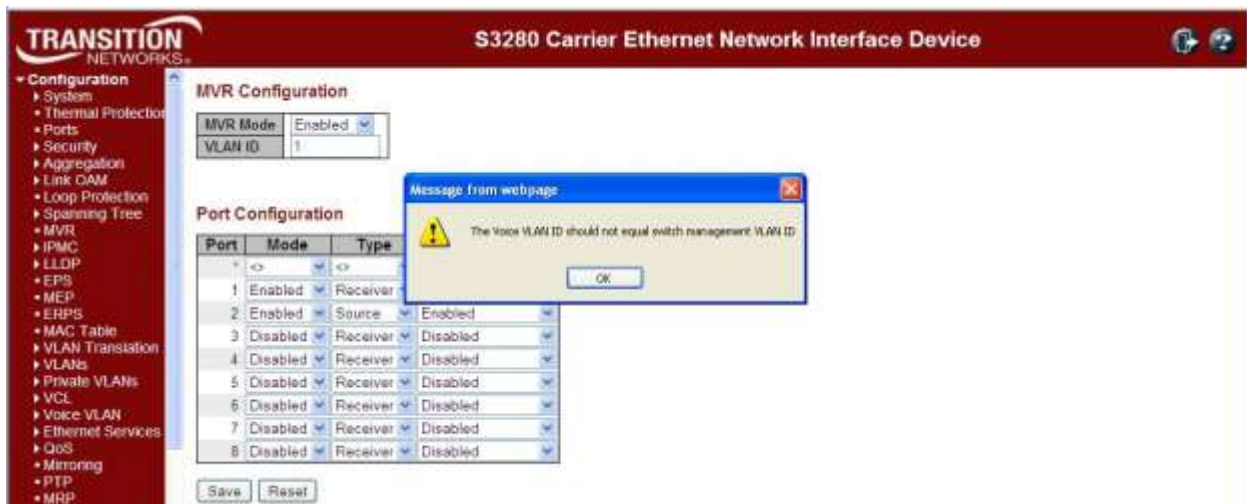 TRANSITION
NETWORKS®
S3280 Carrier Ethernet Network Interface Device
Configuration
System
Thermal Protection
Ports
Security
Aggregation
Link OAM
Loop Protection
Spanning Tree
MVR
IPMC
LLDP
EPS
MEP
ERPS
MAC Table
VLAN Translation
VLANs
Private VLANs
VCL
Voice VLAN
Ethernet Services
QoS
Mirroring
PTP
MRP
MVR Configuration
MVR Mode Enabled
VLAN ID 1
Message from webpage
The Voice VLAN ID should not equal switch management VLAN ID
OK
Port Configuration
Port Mode Type
* <> <>
1 Enabled Receiver
2 Enabled Source Enabled
3 Disabled Receiver Disabled
4 Disabled Receiver Disabled
5 Disabled Receiver Disabled
6 Disabled Receiver Disabled
7 Disabled Receiver Disabled
8 Disabled Receiver Disabled
Save Reset